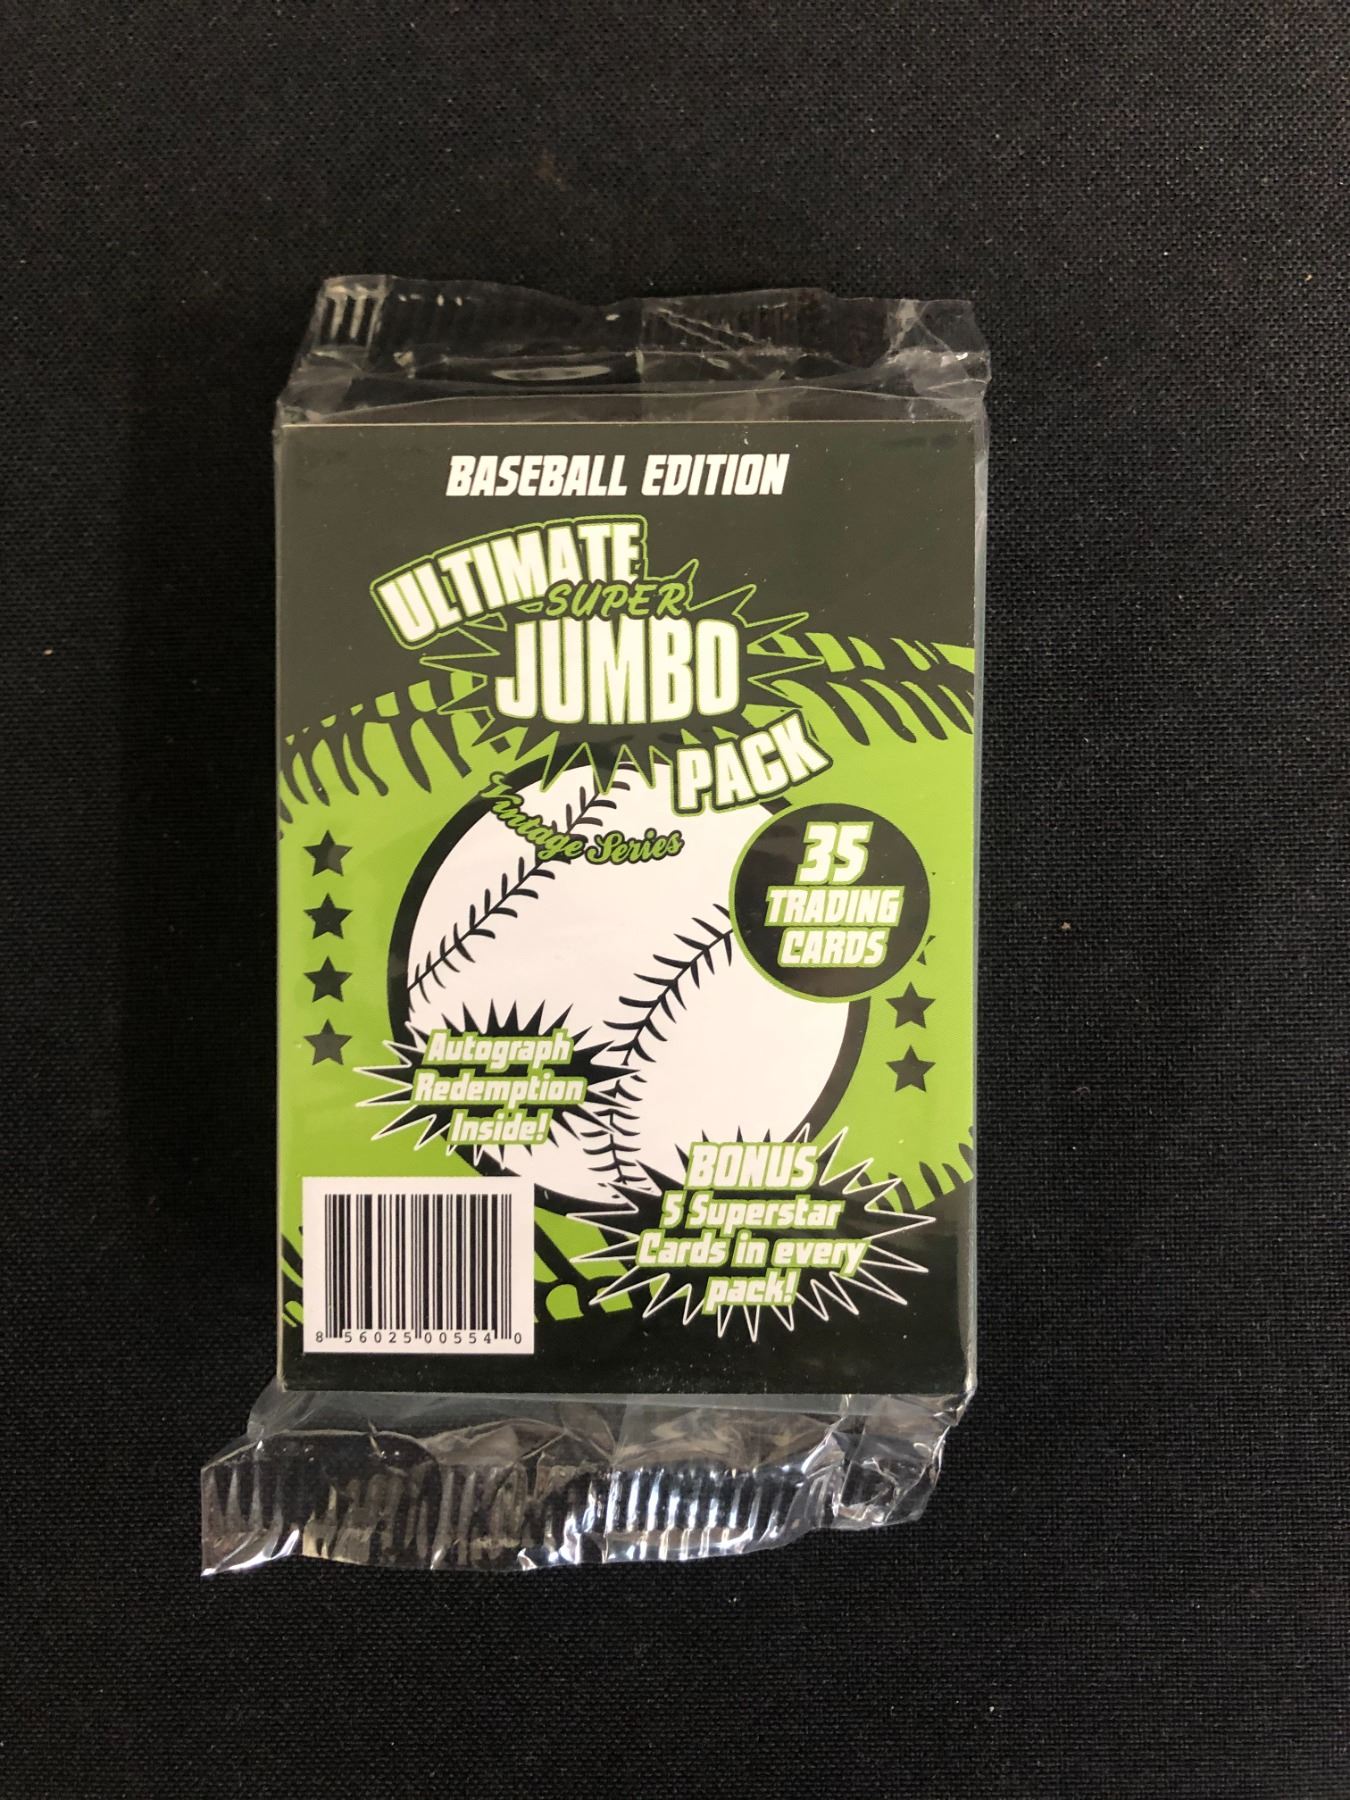 BASEBALL EDITION
ULTIMATE
SUPER
JUMBO
PACK
Vintage Series
35
TRADING
CARDS
Autograph
Redemption
Inside!
BONUS
5 Superstar
Cards in every
pack!
8 56025 00554 0